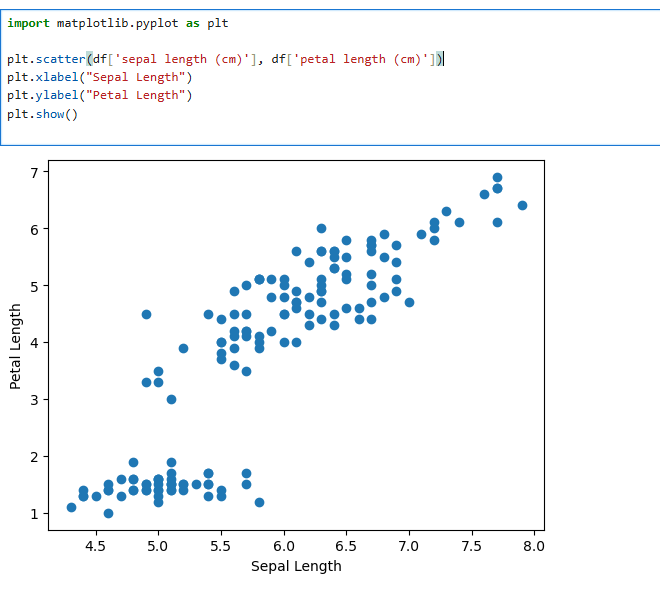 import matplotlib.pyplot as plt
plt.scatter(df['sepal length (cm)'], df['petal length (cm)'])
plt.xlabel("Sepal Length")
plt.ylabel("Petal Length")
plt.show()
7
6
5
4
3
2
1
Petal Length
4.5 5.0 5.5 6.0 6.5 7.0 7.5 8.0
Sepal Length